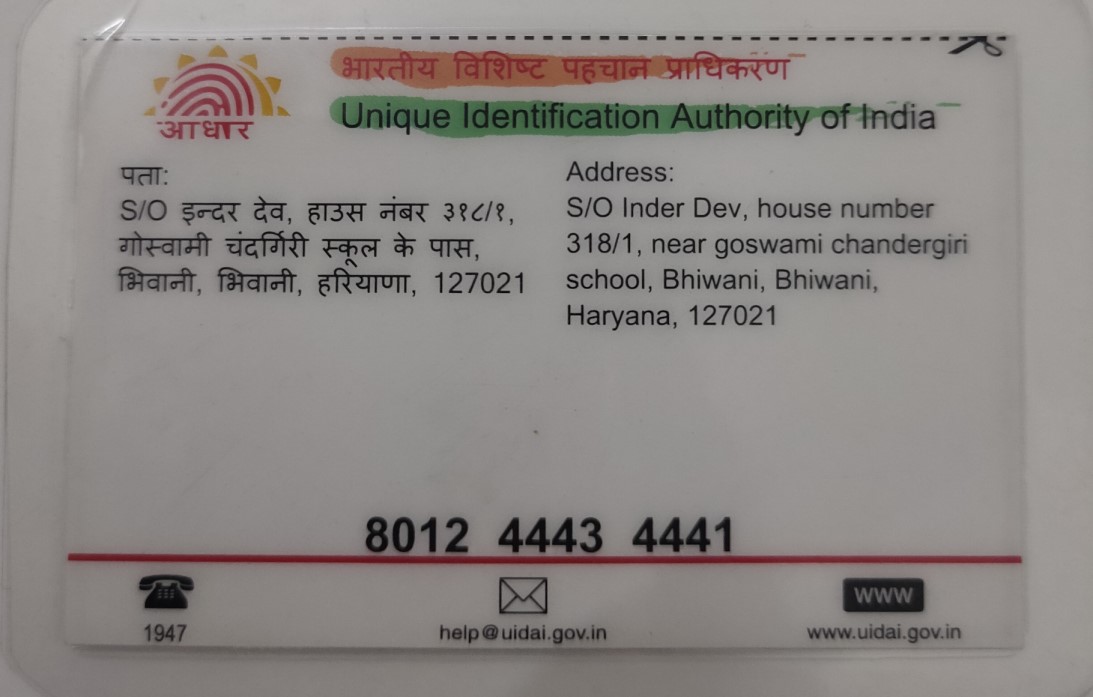 भारतीय विशिष्ट पहचान प्राधिकरण
Unique Identification Authority of India
आधार
पता:
S/O इन्दर देव, हाउस नंबर ३१८/१,
गोस्वामी चंदर्गिरी स्कूल के पास,
भिवानी, भिवानी, हरियाणा, 127021
Address:
S/O Inder Dev, house number
318/1, near goswami chandergiri
school, Bhiwani, Bhiwani,
Haryana, 127021
8012 4443 4441
1947
help@uidai.gov.in
WWW
www.uidai.gov.in